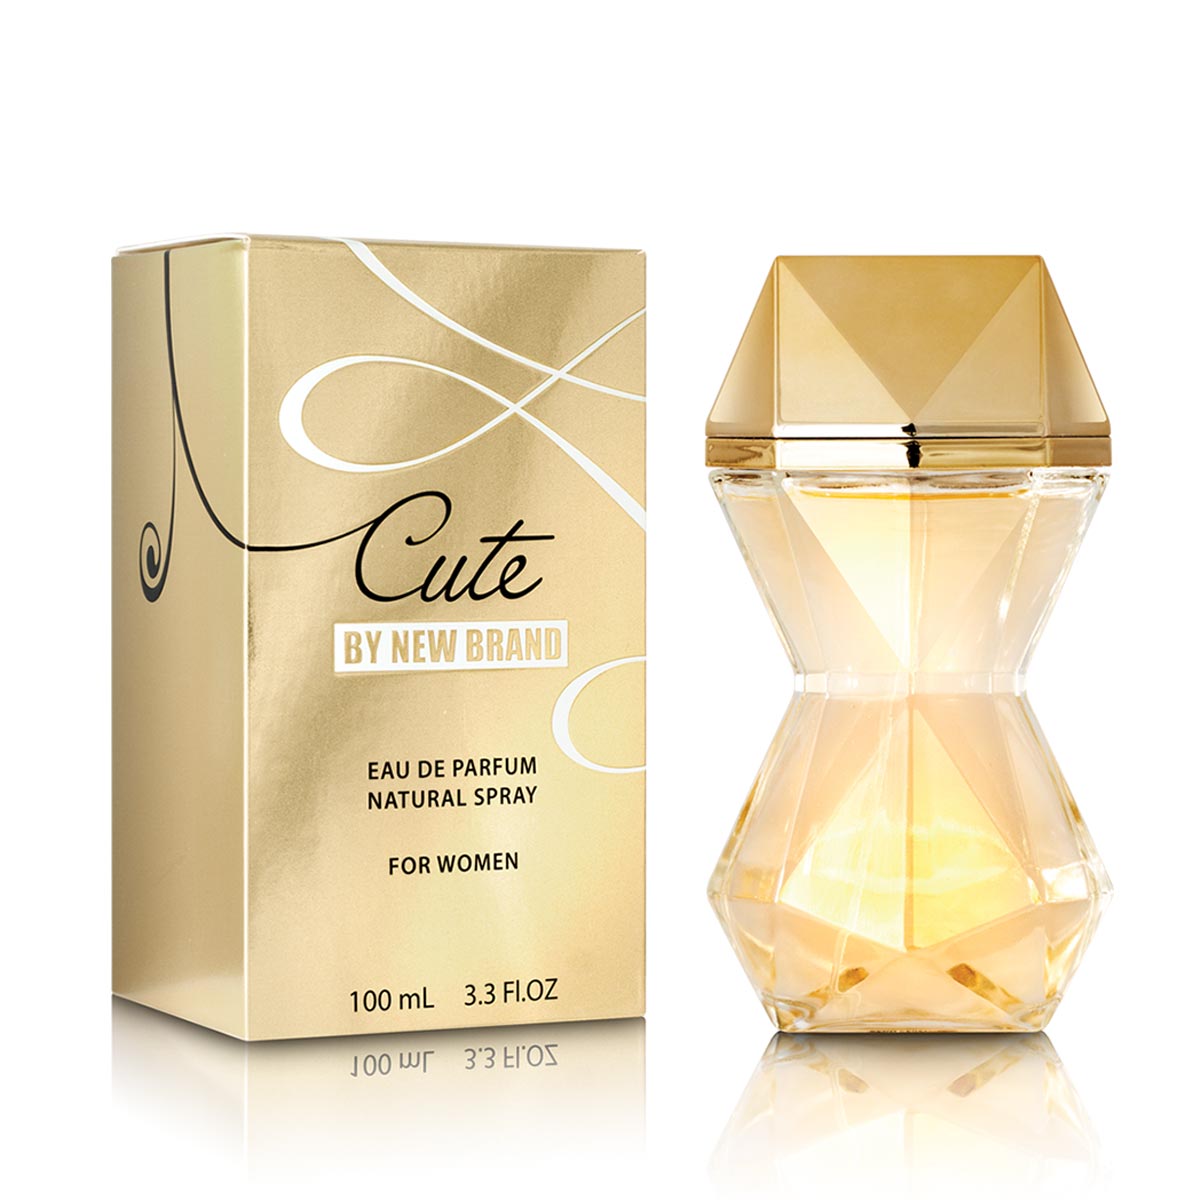 Cute
BY NEW BRAND
EAU DE PARFUM
NATURAL SPRAY
FOR WOMEN
100 mL 3.3 Fl.OZ